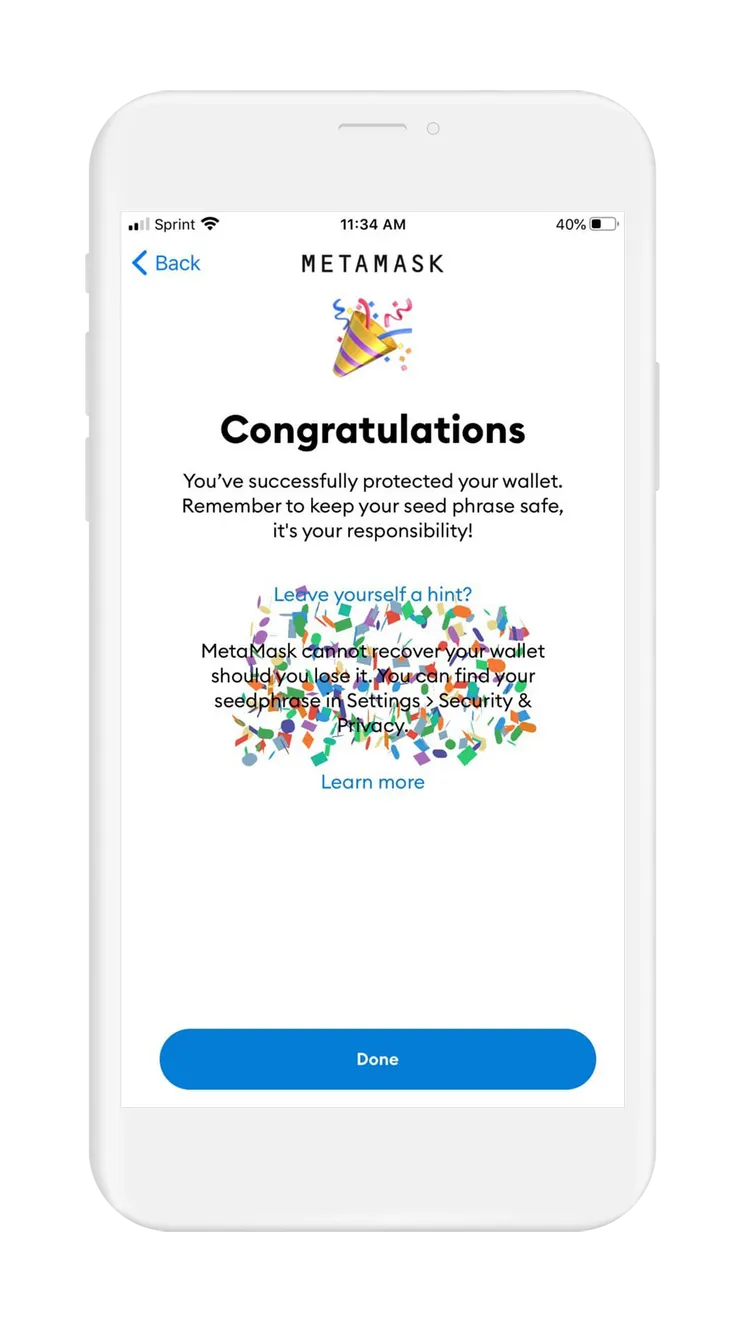 Sprint 11:34 AM 40%
Back METAMASK
Congratulations
You’ve successfully protected your wallet.
Remember to keep your seed phrase safe,
it's your responsibility!
Leave yourself a hint?
MetaMask cannot recover your wallet
should you lose it. You can find your
seedphrase in Settings > Security &
Privacy.
Learn more
Done